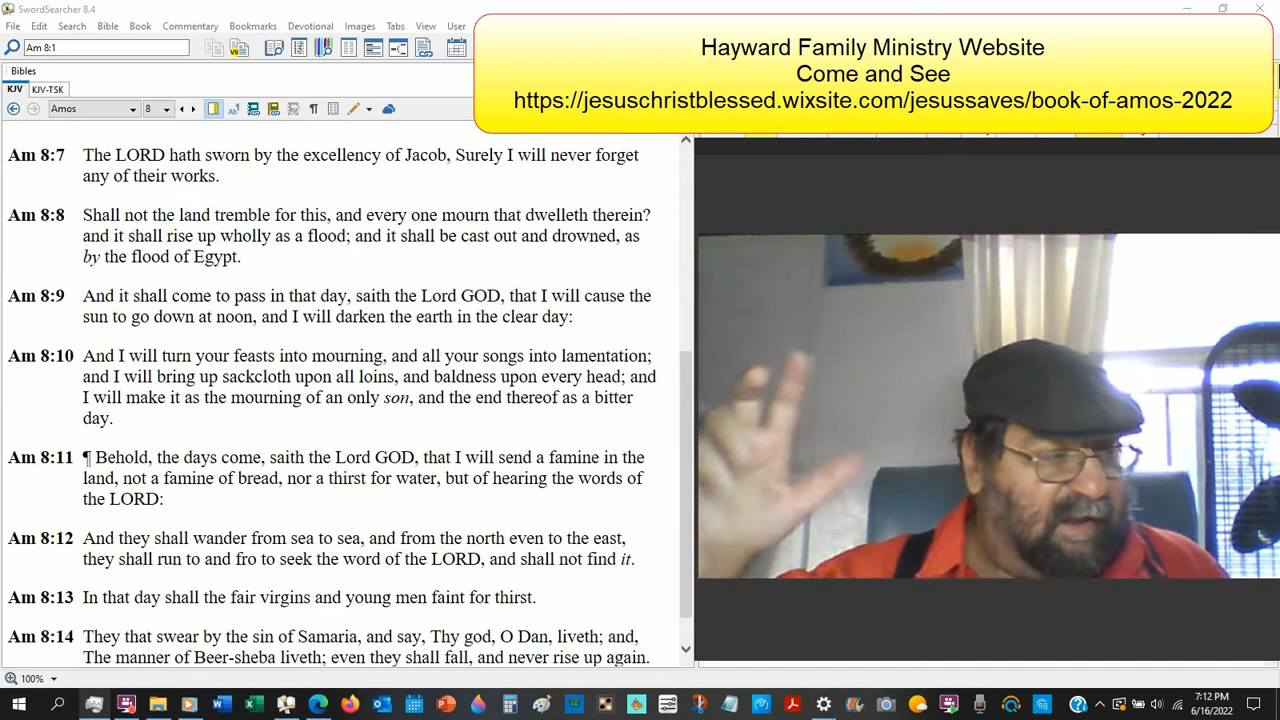 SwordSearcher 8.4
File Edit Search Bible Book Commentary Bookmarks Devotional Images Tabs View User
Hayward Family Ministry Website
Come and See
https://jesuschristblessed.wixsite.com/jesussaves/book-of-amos-2022
Am 8:1
Bibles
KJV KJV-TSK
Amos 8
Am 8:7 The LORD hath sworn by the excellency of Jacob, Surely I will never forget
any of their works.
Am 8:8 Shall not the land tremble for this, and every one mourn that dwelleth therein?
and it shall rise up wholly as a flood; and it shall be cast out and drowned, as
by the flood of Egypt.
Am 8:9 And it shall come to pass in that day, saith the Lord GOD, that I will cause the
sun to go down at noon, and I will darken the earth in the clear day:
Am 8:10 And I will turn your feasts into mourning, and all your songs into lamentation;
and I will bring up sackcloth upon all loins, and baldness upon every head; and
I will make it as the mourning of an only son, and the end thereof as a bitter
day.
Am 8:11 ¶ Behold, the days come, saith the Lord GOD, that I will send a famine in the
land, not a famine of bread, nor a thirst for water, but of hearing the words of
the LORD:
Am 8:12 And they shall wander from sea to sea, and from the north even to the east,
they shall run to and fro to seek the word of the LORD, and shall not find it.
Am 8:13 In that day shall the fair virgins and young men faint for thirst.
Am 8:14 They that swear by the sin of Samaria, and say, Thy god, O Dan, liveth; and,
The manner of Beer-sheba liveth; even they shall fall, and never rise up again.
100%
7:12 PM
6/16/2022